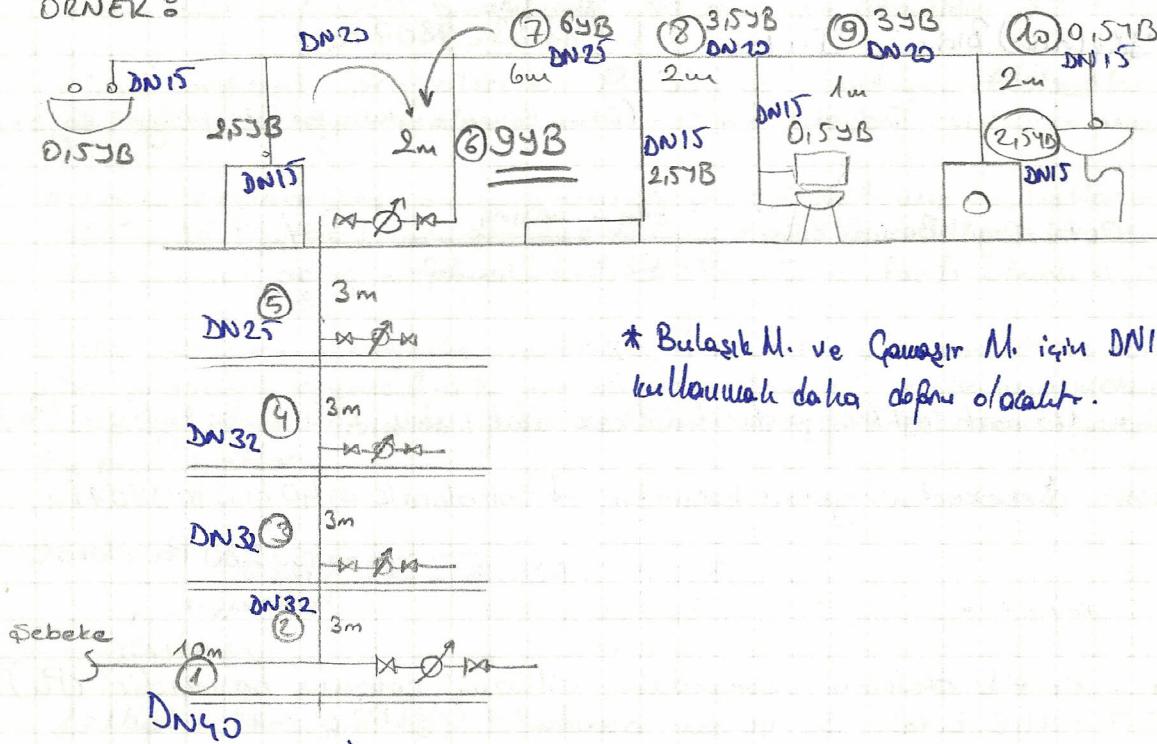 ÖRNEK :
DN20
⑦ 6YB
DN25
6m
⑧ 3,5YB
DN20
2m
⑨ 3YB
DN20
1m
⑩ 0,5YB
DN15
2m
DN15
0,5YB
2,5YB
DN15
2m
⑥ 9YB
DN15
2,5YB
DN15
0,5YB
2,5YB
DN15
⑤ 3m
DN25
* Bulaşık M. ve Çamaşır M. için DN1
kullanmak daha doğru olacaktır.
④ 3m
DN32
DN32 ③ 3m
DN32
② 3m
Şebeke
10m
①
DN40